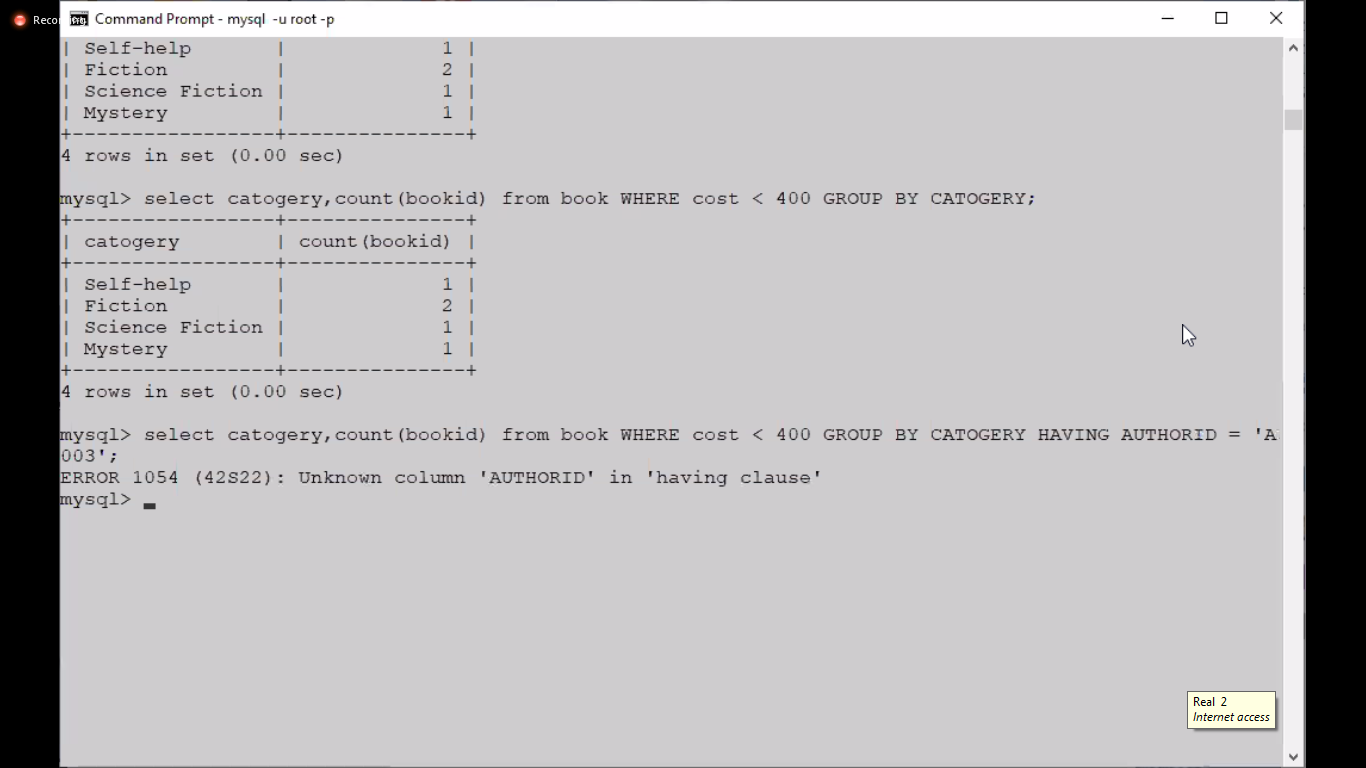 Command Prompt - mysql -u root -p
| Self-help | 1 |
| Fiction | 2 |
| Science Fiction | 1 |
| Mystery | 1 |
+-----------------+---------------+
4 rows in set (0.00 sec)
mysql> select catogery,count(bookid) from book WHERE cost < 400 GROUP BY CATOGERY;
+-----------------+---------------+
| catogery | count(bookid) |
+-----------------+---------------+
| Self-help | 1 |
| Fiction | 2 |
| Science Fiction | 1 |
| Mystery | 1 |
+-----------------+---------------+
4 rows in set (0.00 sec)
mysql> select catogery,count(bookid) from book WHERE cost < 400 GROUP BY CATOGERY HAVING AUTHORID = 'A
003';
ERROR 1054 (42S22): Unknown column 'AUTHORID' in 'having clause'
mysql>
Real 2
Internet access